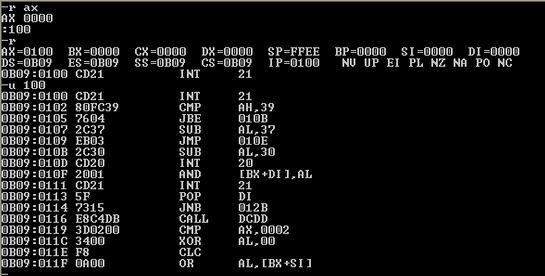 -r ax
AX 0000
:100
-r
AX=0100  BX=0000  CX=0000  DX=0000  SP=FFEE  BP=0000  SI=0000  DI=0000
DS=0B09  ES=0B09  SS=0B09  CS=0B09  IP=0100   NV UP EI PL NZ NA PO NC
0B09:0100 CD21          INT     21
-u 100
0B09:0100 CD21          INT     21
0B09:0102 80FC39        CMP     AH,39
0B09:0105 7604          JBE     010B
0B09:0107 2C37          SUB     AL,37
0B09:0109 EB03          JMP     010E
0B09:010B 2C30          SUB     AL,30
0B09:010D CD20          INT     20
0B09:010F 2001          AND     [BX+DI],AL
0B09:0111 CD21          INT     21
0B09:0113 5F            POP     DI
0B09:0114 7315          JNB     012B
0B09:0116 E8C4DB        CALL    DCDD
0B09:0119 3D0200        CMP     AX,0002
0B09:011C 3400          XOR     AL,00
0B09:011E F8            CLC
0B09:011F 0A00          OR      AL,[BX+SI]